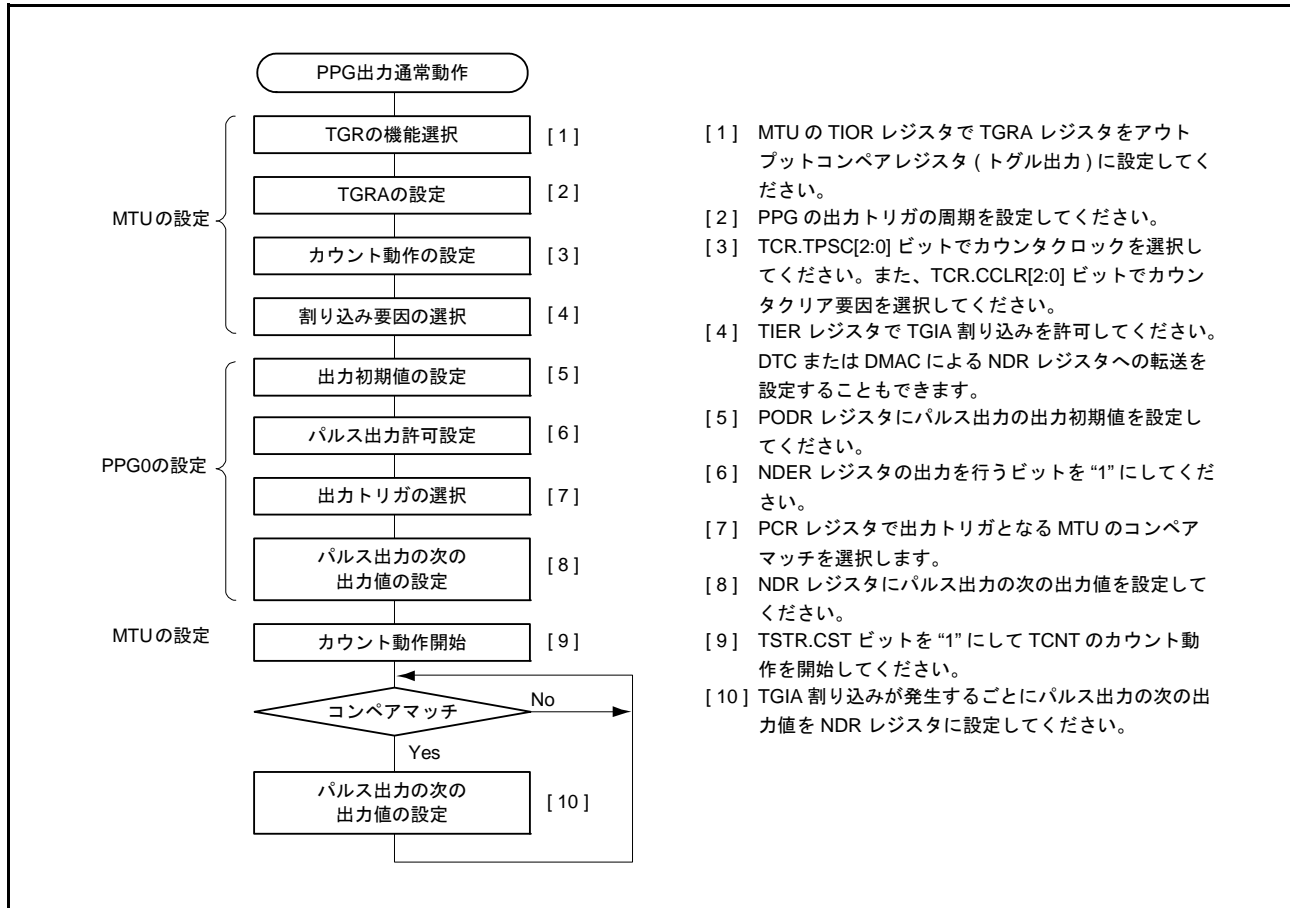 PPG出力通常動作
TGRの機能選択 [ 1 ]
TGRAの設定 [ 2 ]
MTUの設定
カウント動作の設定 [ 3 ]
割り込み要因の選択 [ 4 ]
出力初期値の設定 [ 5 ]
パルス出力許可設定 [ 6 ]
PPG0の設定
出力トリガの選択 [ 7 ]
パルス出力の次の
出力値の設定 [ 8 ]
MTUの設定
カウント動作開始 [ 9 ]
コンペアマッチ No
Yes
パルス出力の次の
出力値の設定 [ 10 ]
[ 1 ] MTU の TIOR レジスタで TGRA レジスタをアウト
プットコンペアレジスタ ( トグル出力 ) に設定してく
ださい。
[ 2 ] PPG の出力トリガの周期を設定してください。
[ 3 ] TCR.TPSC[2:0] ビットでカウンタクロックを選択し
てください。また、TCR.CCLR[2:0] ビットでカウン
タクリア要因を選択してください。
[ 4 ] TIER レジスタで TGIA 割り込みを許可してください。
DTC または DMAC による NDR レジスタへの転送を
設定することもできます。
[ 5 ] PODR レジスタにパルス出力の出力初期値を設定し
てください。
[ 6 ] NDER レジスタの出力を行うビットを “1” にしてくだ
さい。
[ 7 ] PCR レジスタで出力トリガとなる MTU のコンペア
マッチを選択します。
[ 8 ] NDR レジスタにパルス出力の次の出力値を設定して
ください。
[ 9 ] TSTR.CST ビットを “1” にして TCNT のカウント動
作を開始してください。
[ 10 ] TGIA 割り込みが発生するごとにパルス出力の次の出
力値を NDR レジスタに設定してください。